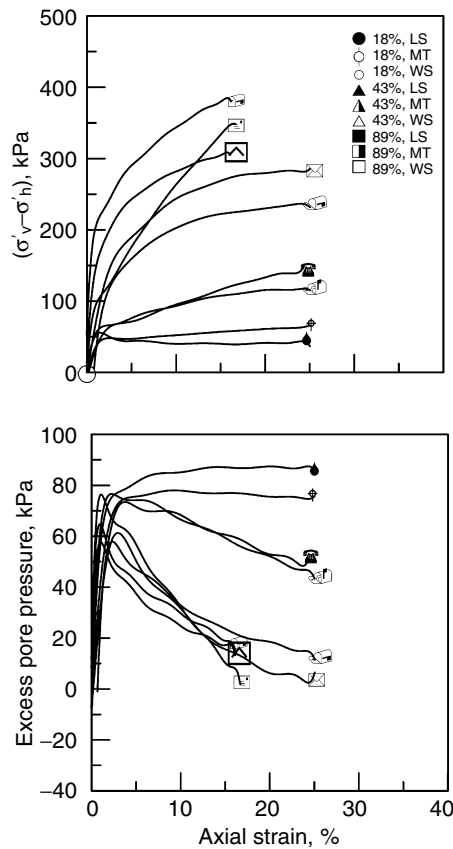 500
400
300
200
100
0
(σ′v–σ′h), kPa
18%, LS
18%, MT
18%, WS
43%, LS
43%, MT
43%, WS
89%, LS
89%, MT
89%, WS
100
80
60
40
20
0
−20
−40
Excess pore pressure, kPa
0 10 20 30 40
Axial strain, %